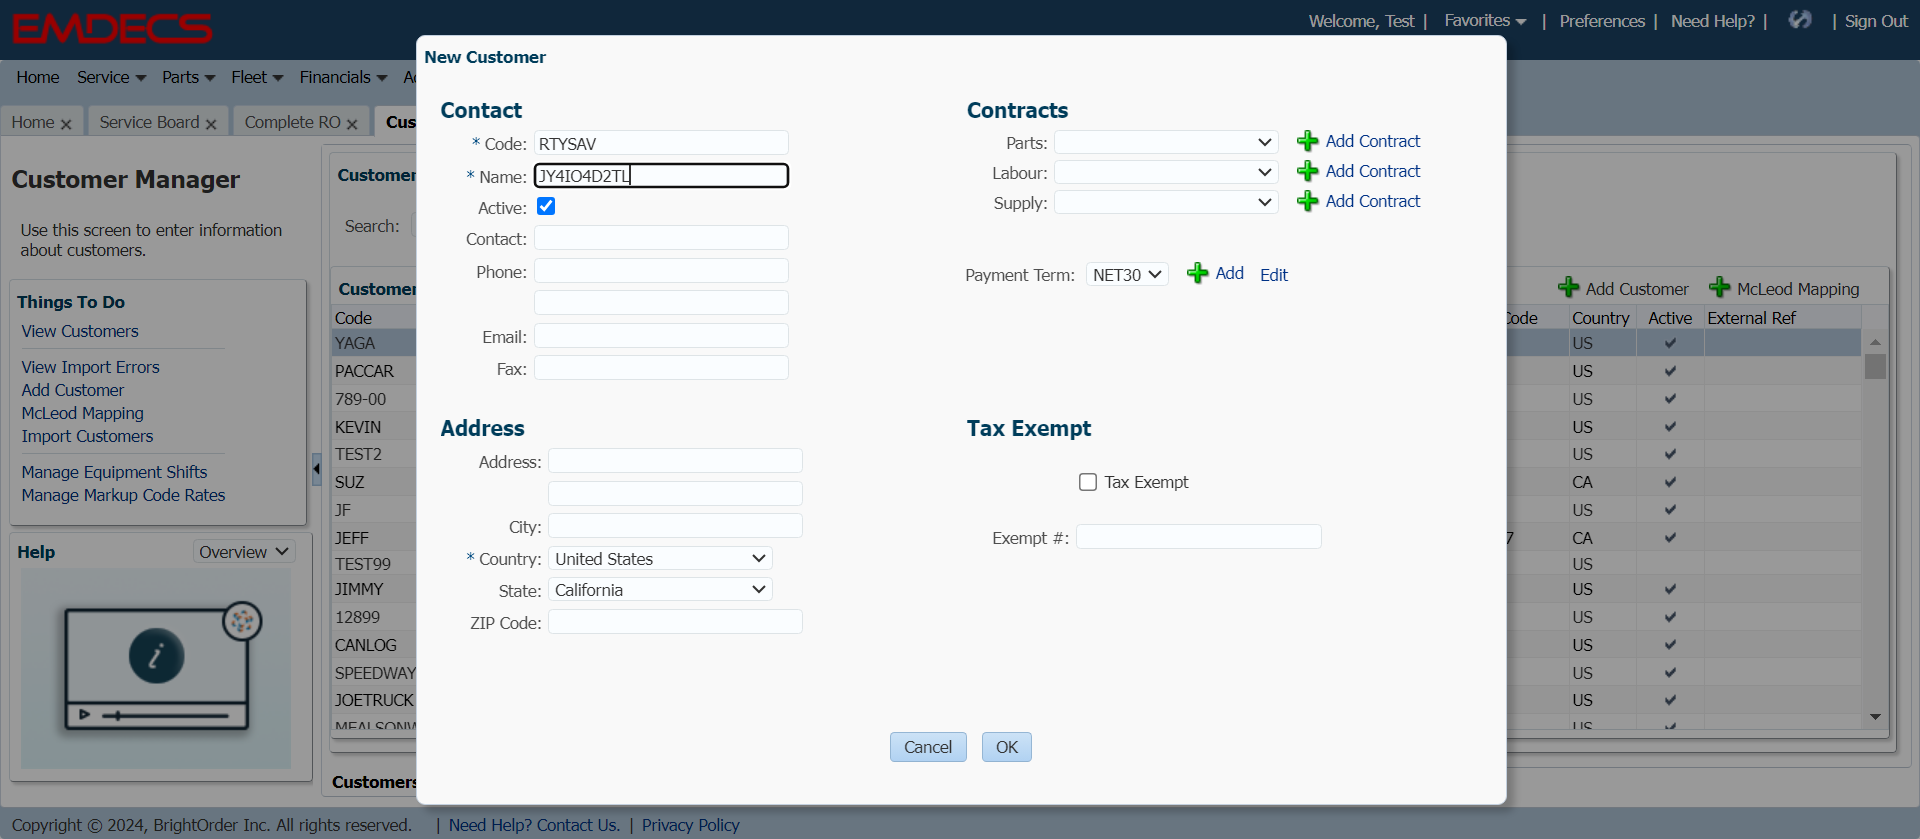 EMDECS
Welcome, Test | Favorites | Preferences | Need Help? | | Sign Out
Home Service Parts Fleet Financials
Home Service Board Complete RO
Customer Manager
Use this screen to enter information
about customers.
Things To Do
View Customers
View Import Errors
Add Customer
McLeod Mapping
Import Customers
Manage Equipment Shifts
Manage Markup Code Rates
Help Overview
Search:
Code
YAGA
PACCAR
789-00
KEVIN
TEST2
SUZ
JF
JEFF
TEST99
JIMMY
12899
CANLOG
SPEEDWAY
JOETRUCK
Customers
New Customer
Contact
* Code: RTYSAV
* Name: JY4IO4D2TL
Active:
Contact:
Phone:
Email:
Fax:
Address
Address:
City:
* Country: United States
State: California
ZIP Code:
Contracts
Parts: Add Contract
Labour: Add Contract
Supply: Add Contract
Payment Term: NET30 Add Edit
Tax Exempt
Tax Exempt
Exempt #:
Cancel OK
Add Customer McLeod Mapping
Code Country Active External Ref
US
US
US
US
US
CA
US
7 CA
US
US
US
US
US
US
US
Copyright © 2024, BrightOrder Inc. All rights reserved. | Need Help? Contact Us. | Privacy Policy